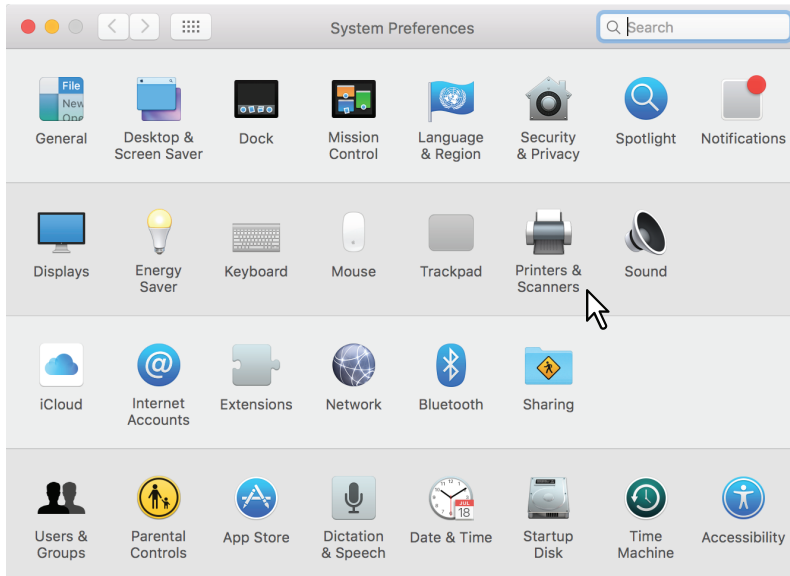 System Preferences
Search
File
New
Ope
General
Desktop &
Screen Saver
Dock
Mission
Control
Language
& Region
Security
& Privacy
Spotlight
Notifications
Displays
Energy
Saver
Keyboard
Mouse
Trackpad
Printers &
Scanners
Sound
iCloud
Internet
Accounts
Extensions
Network
Bluetooth
Sharing
JUL
18
Users &
Groups
Parental
Controls
App Store
Dictation
& Speech
Date & Time
Startup
Disk
Time
Machine
Accessibility